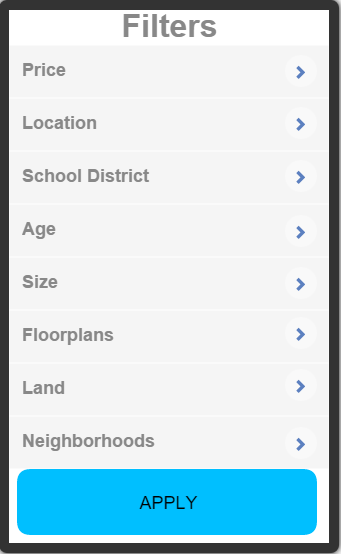 Filters
Price
Location
School District
Age
Size
Floorplans
Land
Neighborhoods
APPLY